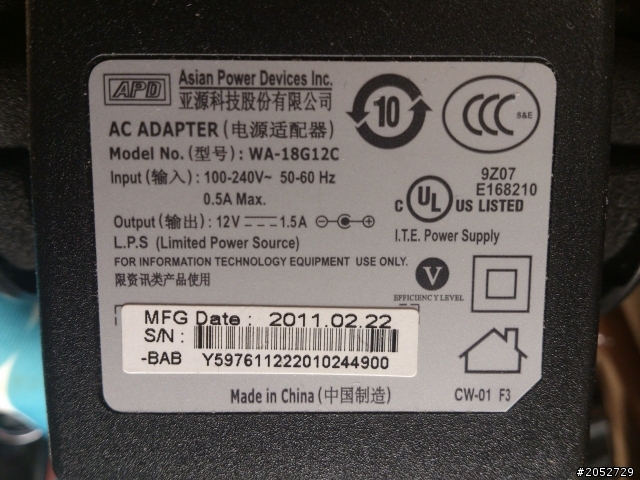 APD
Asian Power Devices Inc.
亚源科技股份有限公司
10
CCC
S&E
AC ADAPTER (电源适配器)
Model No. (型号) : WA-18G12C
Input (输入) : 100-240V~ 50-60 Hz
0.5A Max.
Output (输出) : 12V 1.5A
L.P.S (Limited Power Source)
FOR INFORMATION TECHNOLOGY EQUIPMENT USE ONLY.
限资讯类产品使用
9Z07
E168210
C UL US LISTED
I.T.E. Power Supply
V
EFFICIENCY LEVEL
MFG Date : 2011.02.22
S/N :
-BAB Y597611222010244900
Made in China (中国制造)
CW-01 F3
#2052729